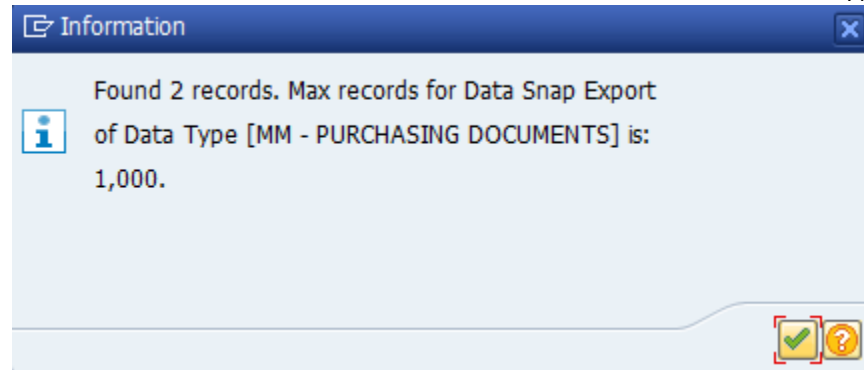 Information
Found 2 records. Max records for Data Snap Export
of Data Type [MM - PURCHASING DOCUMENTS] is:
1,000.